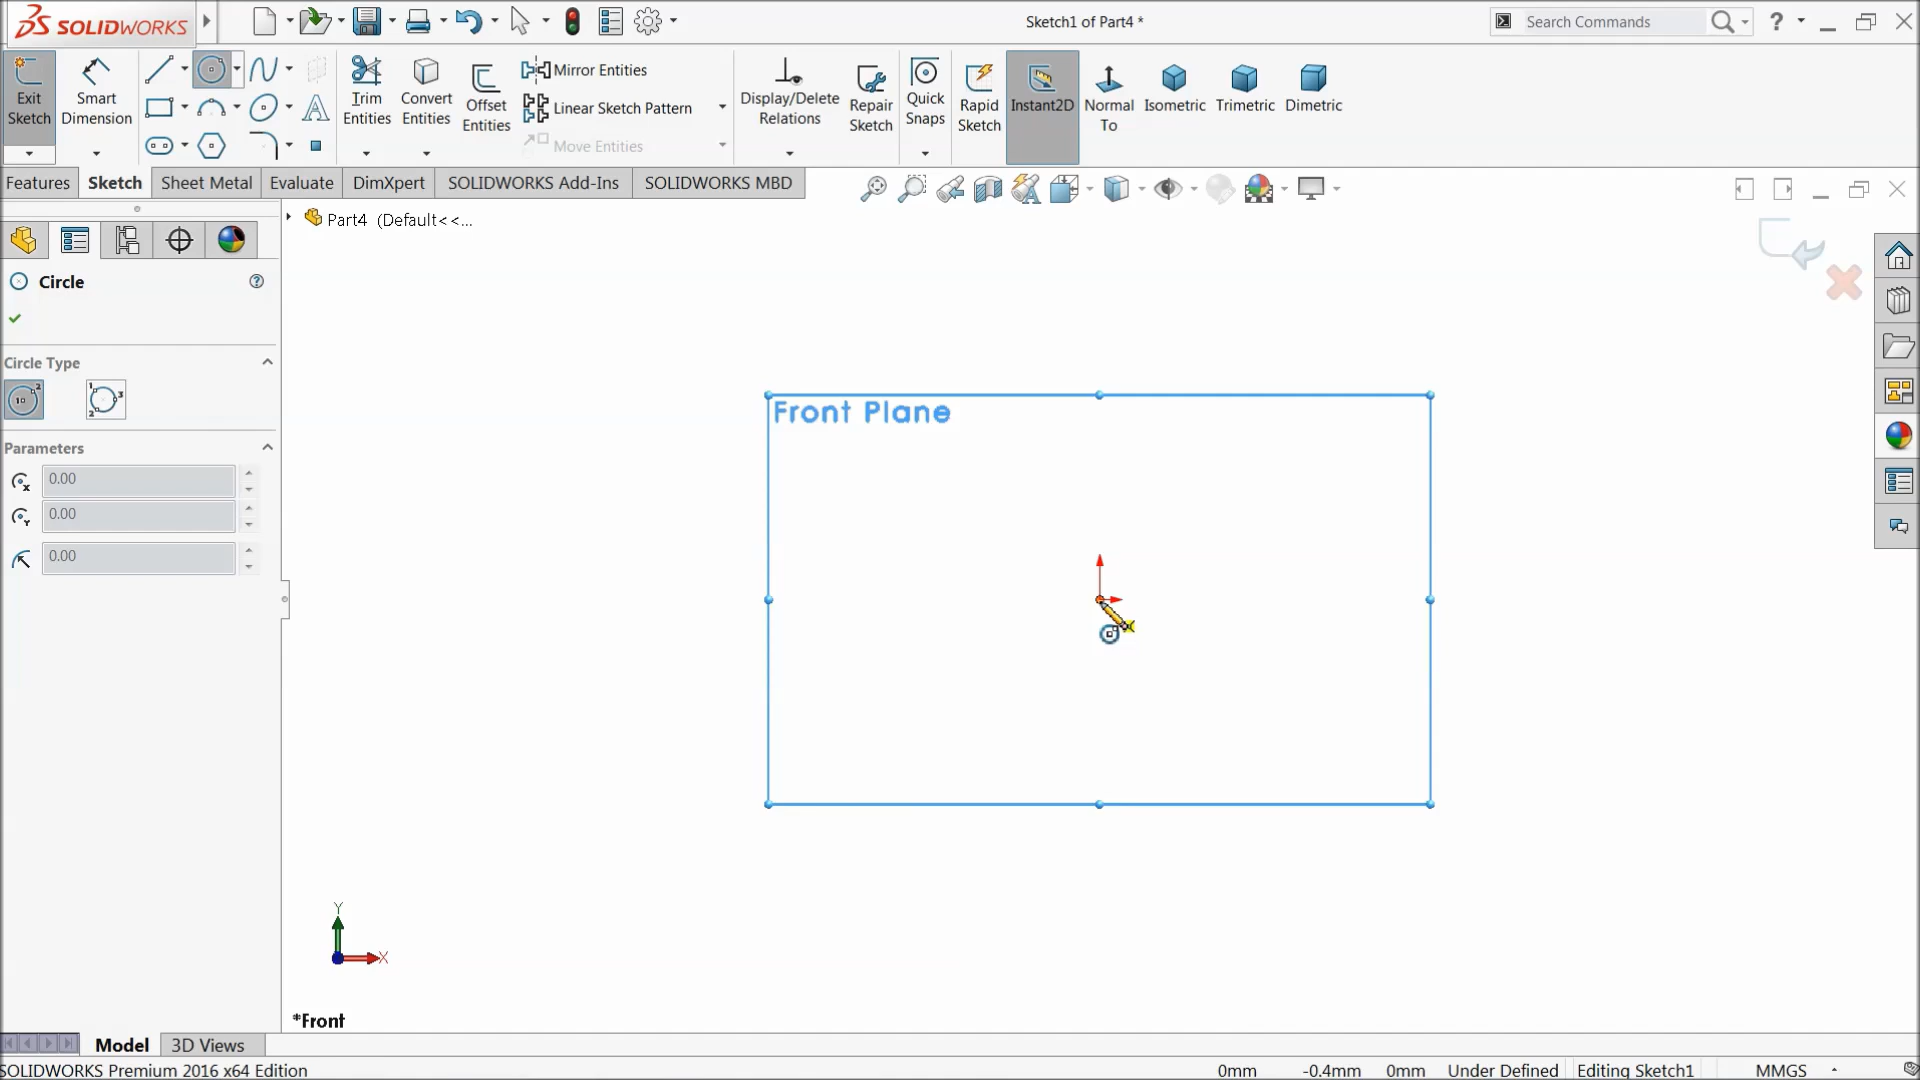 SOLIDWORKS
Sketch1 of Part4 *
Search Commands
?
Exit Sketch
Smart Dimension
Trim Entities
Convert Entities
Offset Entities
Mirror Entities
Linear Sketch Pattern
Move Entities
Display/Delete Relations
Repair Sketch
Quick Snaps
Rapid Sketch
Instant2D
Normal To
Isometric
Trimetric
Dimetric
Features
Sketch
Sheet Metal
Evaluate
DimXpert
SOLIDWORKS Add-Ins
SOLIDWORKS MBD
Part4 (Default<<...
Circle
Circle Type
Parameters
0.00
0.00
0.00
Front Plane
Y
X
*Front
Model
3D Views
SOLIDWORKS Premium 2016 x64 Edition
0mm
-0.4mm
0mm
Under Defined
Editing Sketch1
MMGS